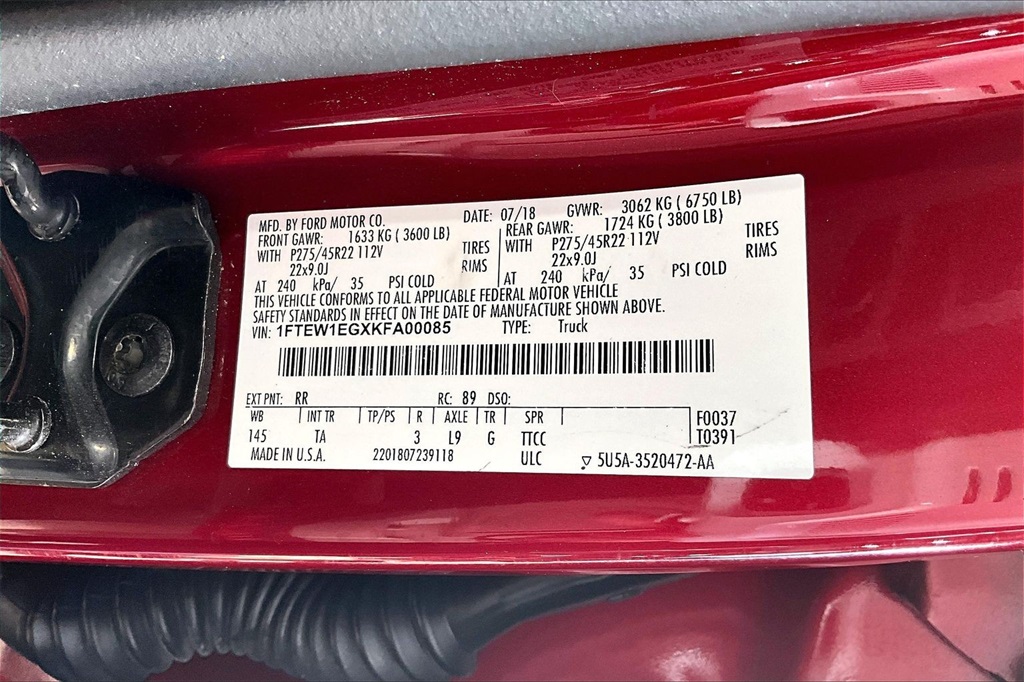 MFD. BY FORD MOTOR CO. DATE: 07/18 GVWR: 3062 KG ( 6750 LB)
FRONT GAWR: 1633 KG ( 3600 LB) REAR GAWR: 1724 KG ( 3800 LB)
WITH P275/45R22 112V TIRES WITH P275/45R22 112V TIRES
22x9.0J RIMS 22x9.0J RIMS
AT 240 kPa/ 35 PSI COLD AT 240 kPa/ 35 PSI COLD
THIS VEHICLE CONFORMS TO ALL APPLICABLE FEDERAL MOTOR VEHICLE
SAFETY STANDARDS IN EFFECT ON THE DATE OF MANUFACTURE SHOWN ABOVE.
VIN: 1FTEW1EGXKFA00085 TYPE: Truck
EXT PNT: RR RC: 89 DSO:
WB INT TR TP/PS R AXLE TR SPR F0037
145 TA 3 L9 G TTCC T0391
MADE IN U.S.A. 2201807239118 ULC ▽ 5U5A-3520472-AA